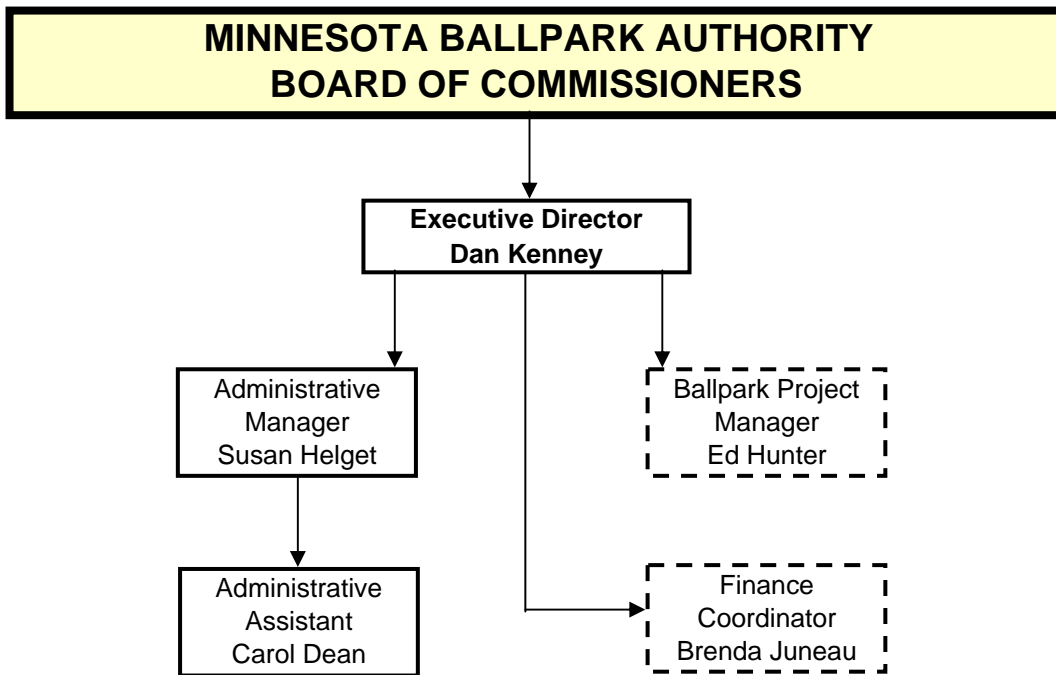 MINNESOTA BALLPARK AUTHORITY
BOARD OF COMMISSIONERS
Executive Director
Dan Kenney
Administrative
Manager
Susan Helget
Ballpark Project
Manager
Ed Hunter
Administrative
Assistant
Carol Dean
Finance
Coordinator
Brenda Juneau